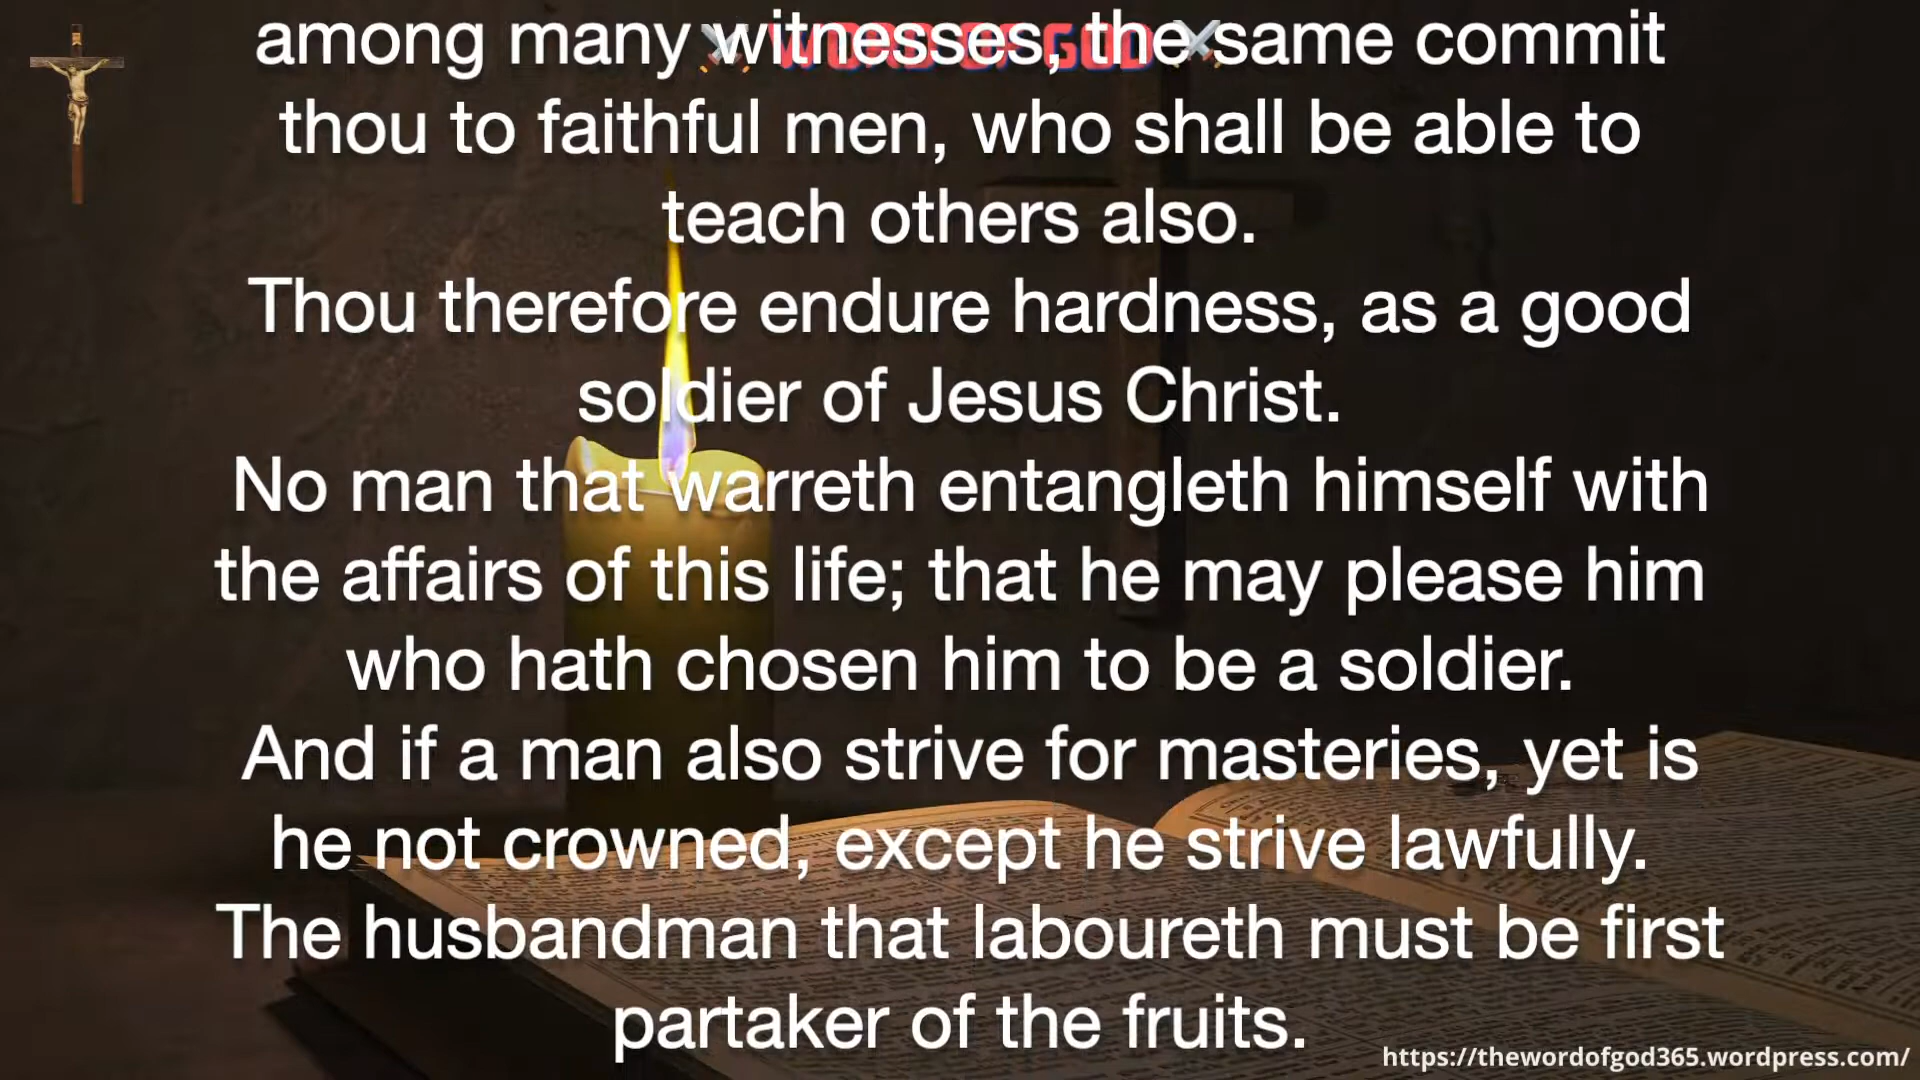 WORD OF GOD
among many witnesses, the same commit
thou to faithful men, who shall be able to
teach others also.
Thou therefore endure hardness, as a good
soldier of Jesus Christ.
No man that warreth entangleth himself with
the affairs of this life; that he may please him
who hath chosen him to be a soldier.
And if a man also strive for masteries, yet is
he not crowned, except he strive lawfully.
The husbandman that laboureth must be first
partaker of the fruits.
https://thewordofgod365.wordpress.com/